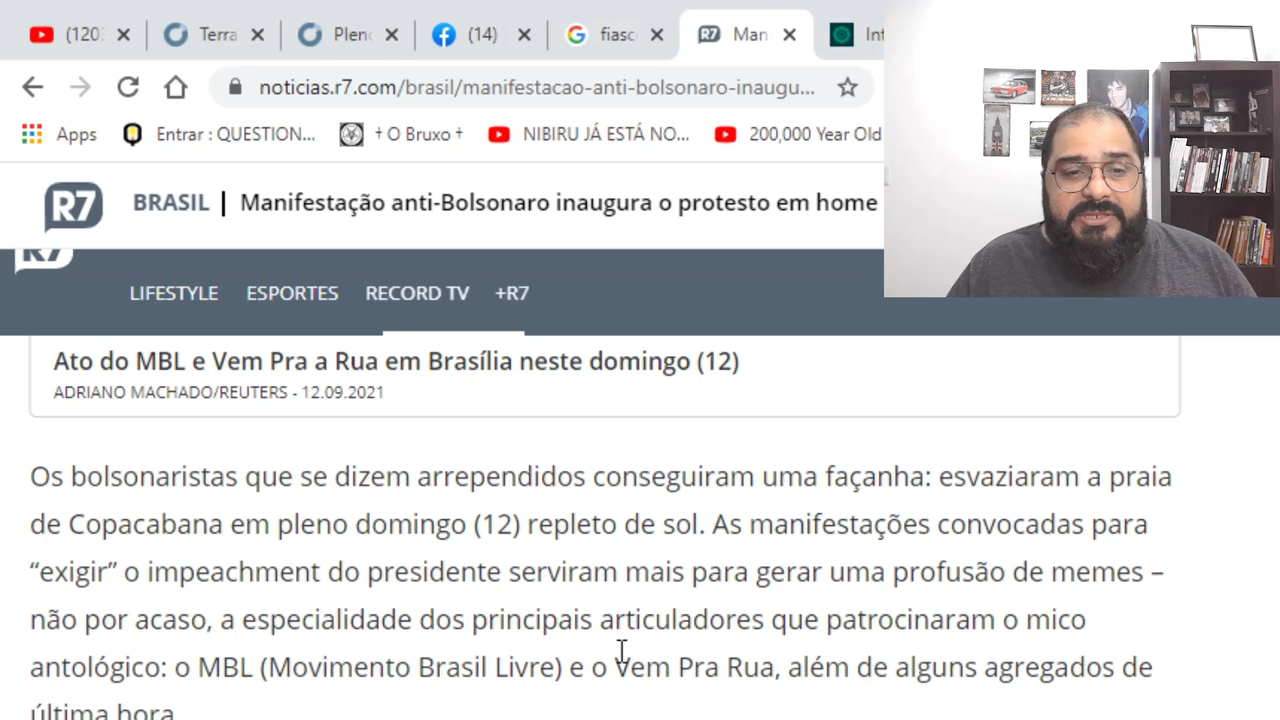 (120
Terra
Plen
(14)
fiasc
Man
Int
noticias.r7.com/brasil/manifestacao-anti-bolsonaro-inaugu...
Apps
Entrar : QUESTION...
† O Bruxo †
NIBIRU JÁ ESTÁ NO...
200,000 Year Old
R7
BRASIL | Manifestação anti-Bolsonaro inaugura o protesto em home
R7
LIFESTYLE ESPORTES RECORD TV +R7
Ato do MBL e Vem Pra a Rua em Brasília neste domingo (12)
ADRIANO MACHADO/REUTERS - 12.09.2021
Os bolsonaristas que se dizem arrependidos conseguiram uma façanha: esvaziaram a praia
de Copacabana em pleno domingo (12) repleto de sol. As manifestações convocadas para
“exigir” o impeachment do presidente serviram mais para gerar uma profusão de memes –
não por acaso, a especialidade dos principais articuladores que patrocinaram o mico
antológico: o MBL (Movimento Brasil Livre) e o Vem Pra Rua, além de alguns agregados de
última hora.